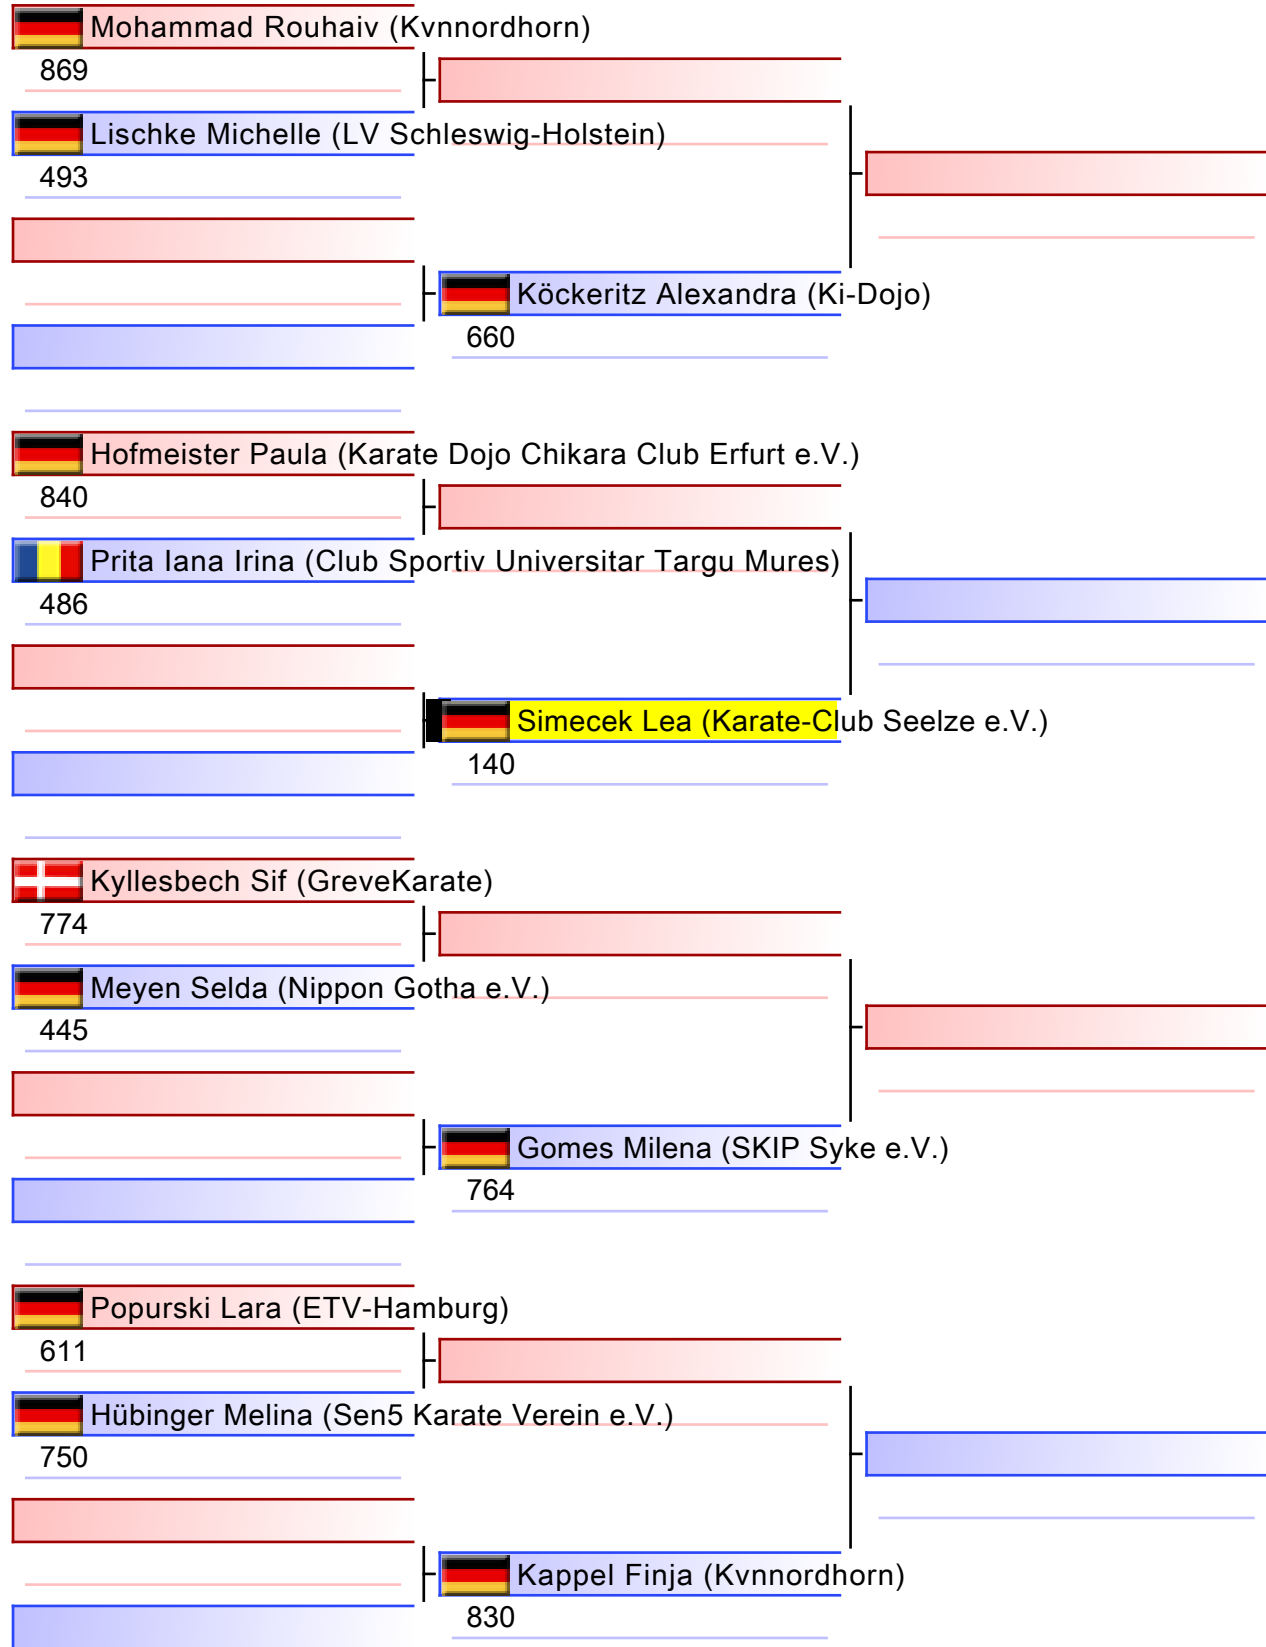 Mohammad Rouhaiv (Kvnnordhorn)
869
Lischke Michelle (LV Schleswig-Holstein)
493
Köckeritz Alexandra (Ki-Dojo)
660
Hofmeister Paula (Karate Dojo Chikara Club Erfurt e.V.)
840
Prita Iana Irina (Club Sportiv Universitar Targu Mures)
486
Simecek Lea (Karate-Club Seelze e.V.)
140
Kyllesbech Sif (GreveKarate)
774
Meyen Selda (Nippon Gotha e.V.)
445
Gomes Milena (SKIP Syke e.V.)
764
Popurski Lara (ETV-Hamburg)
611
Hübinger Melina (Sen5 Karate Verein e.V.)
750
Kappel Finja (Kvnnordhorn)
830